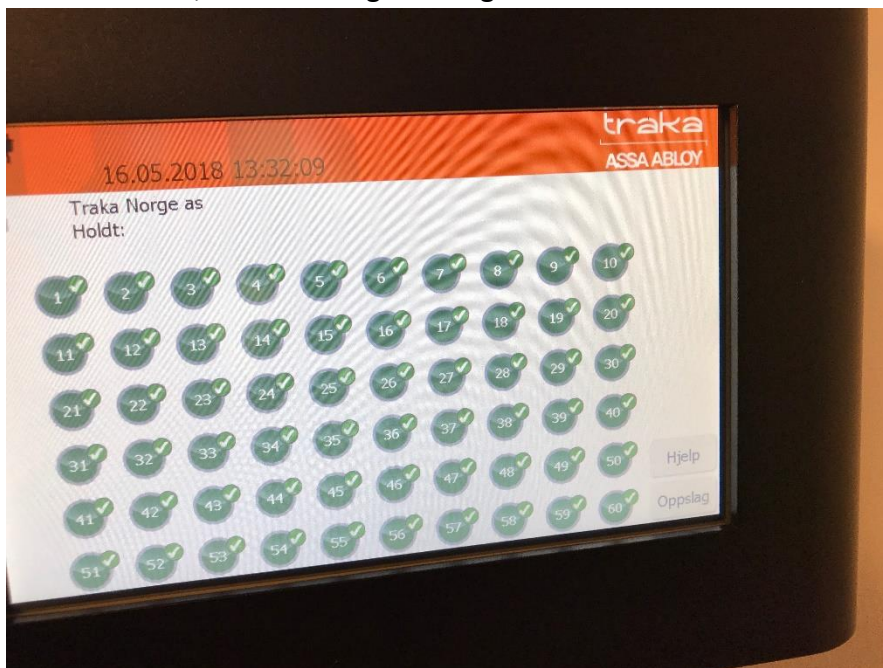 traka
ASSA ABLOY
16.05.2018 13:32:09
Traka Norge as
Holdt:
1 2 3 4 5 6 7 8 9 10
11 12 13 14 15 16 17 18 19 20
21 22 23 24 25 26 27 28 29 30
31 32 33 34 35 36 37 38 39 40
41 42 43 44 45 46 47 48 49 50
Hjelp
51 52 53 54 55 56 57 58 59 60
Oppslag